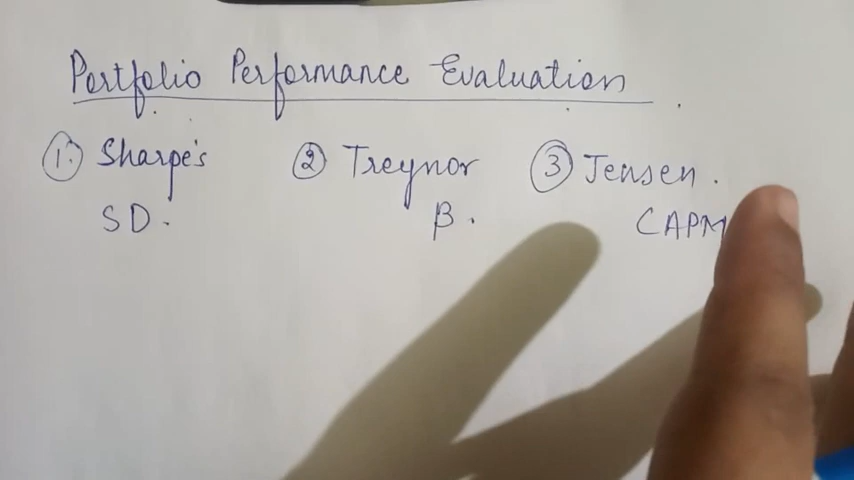 Portfolio Performance Evaluation
① Sharpe's ② Treynor ③ Jensen.
SD. β. CAPM